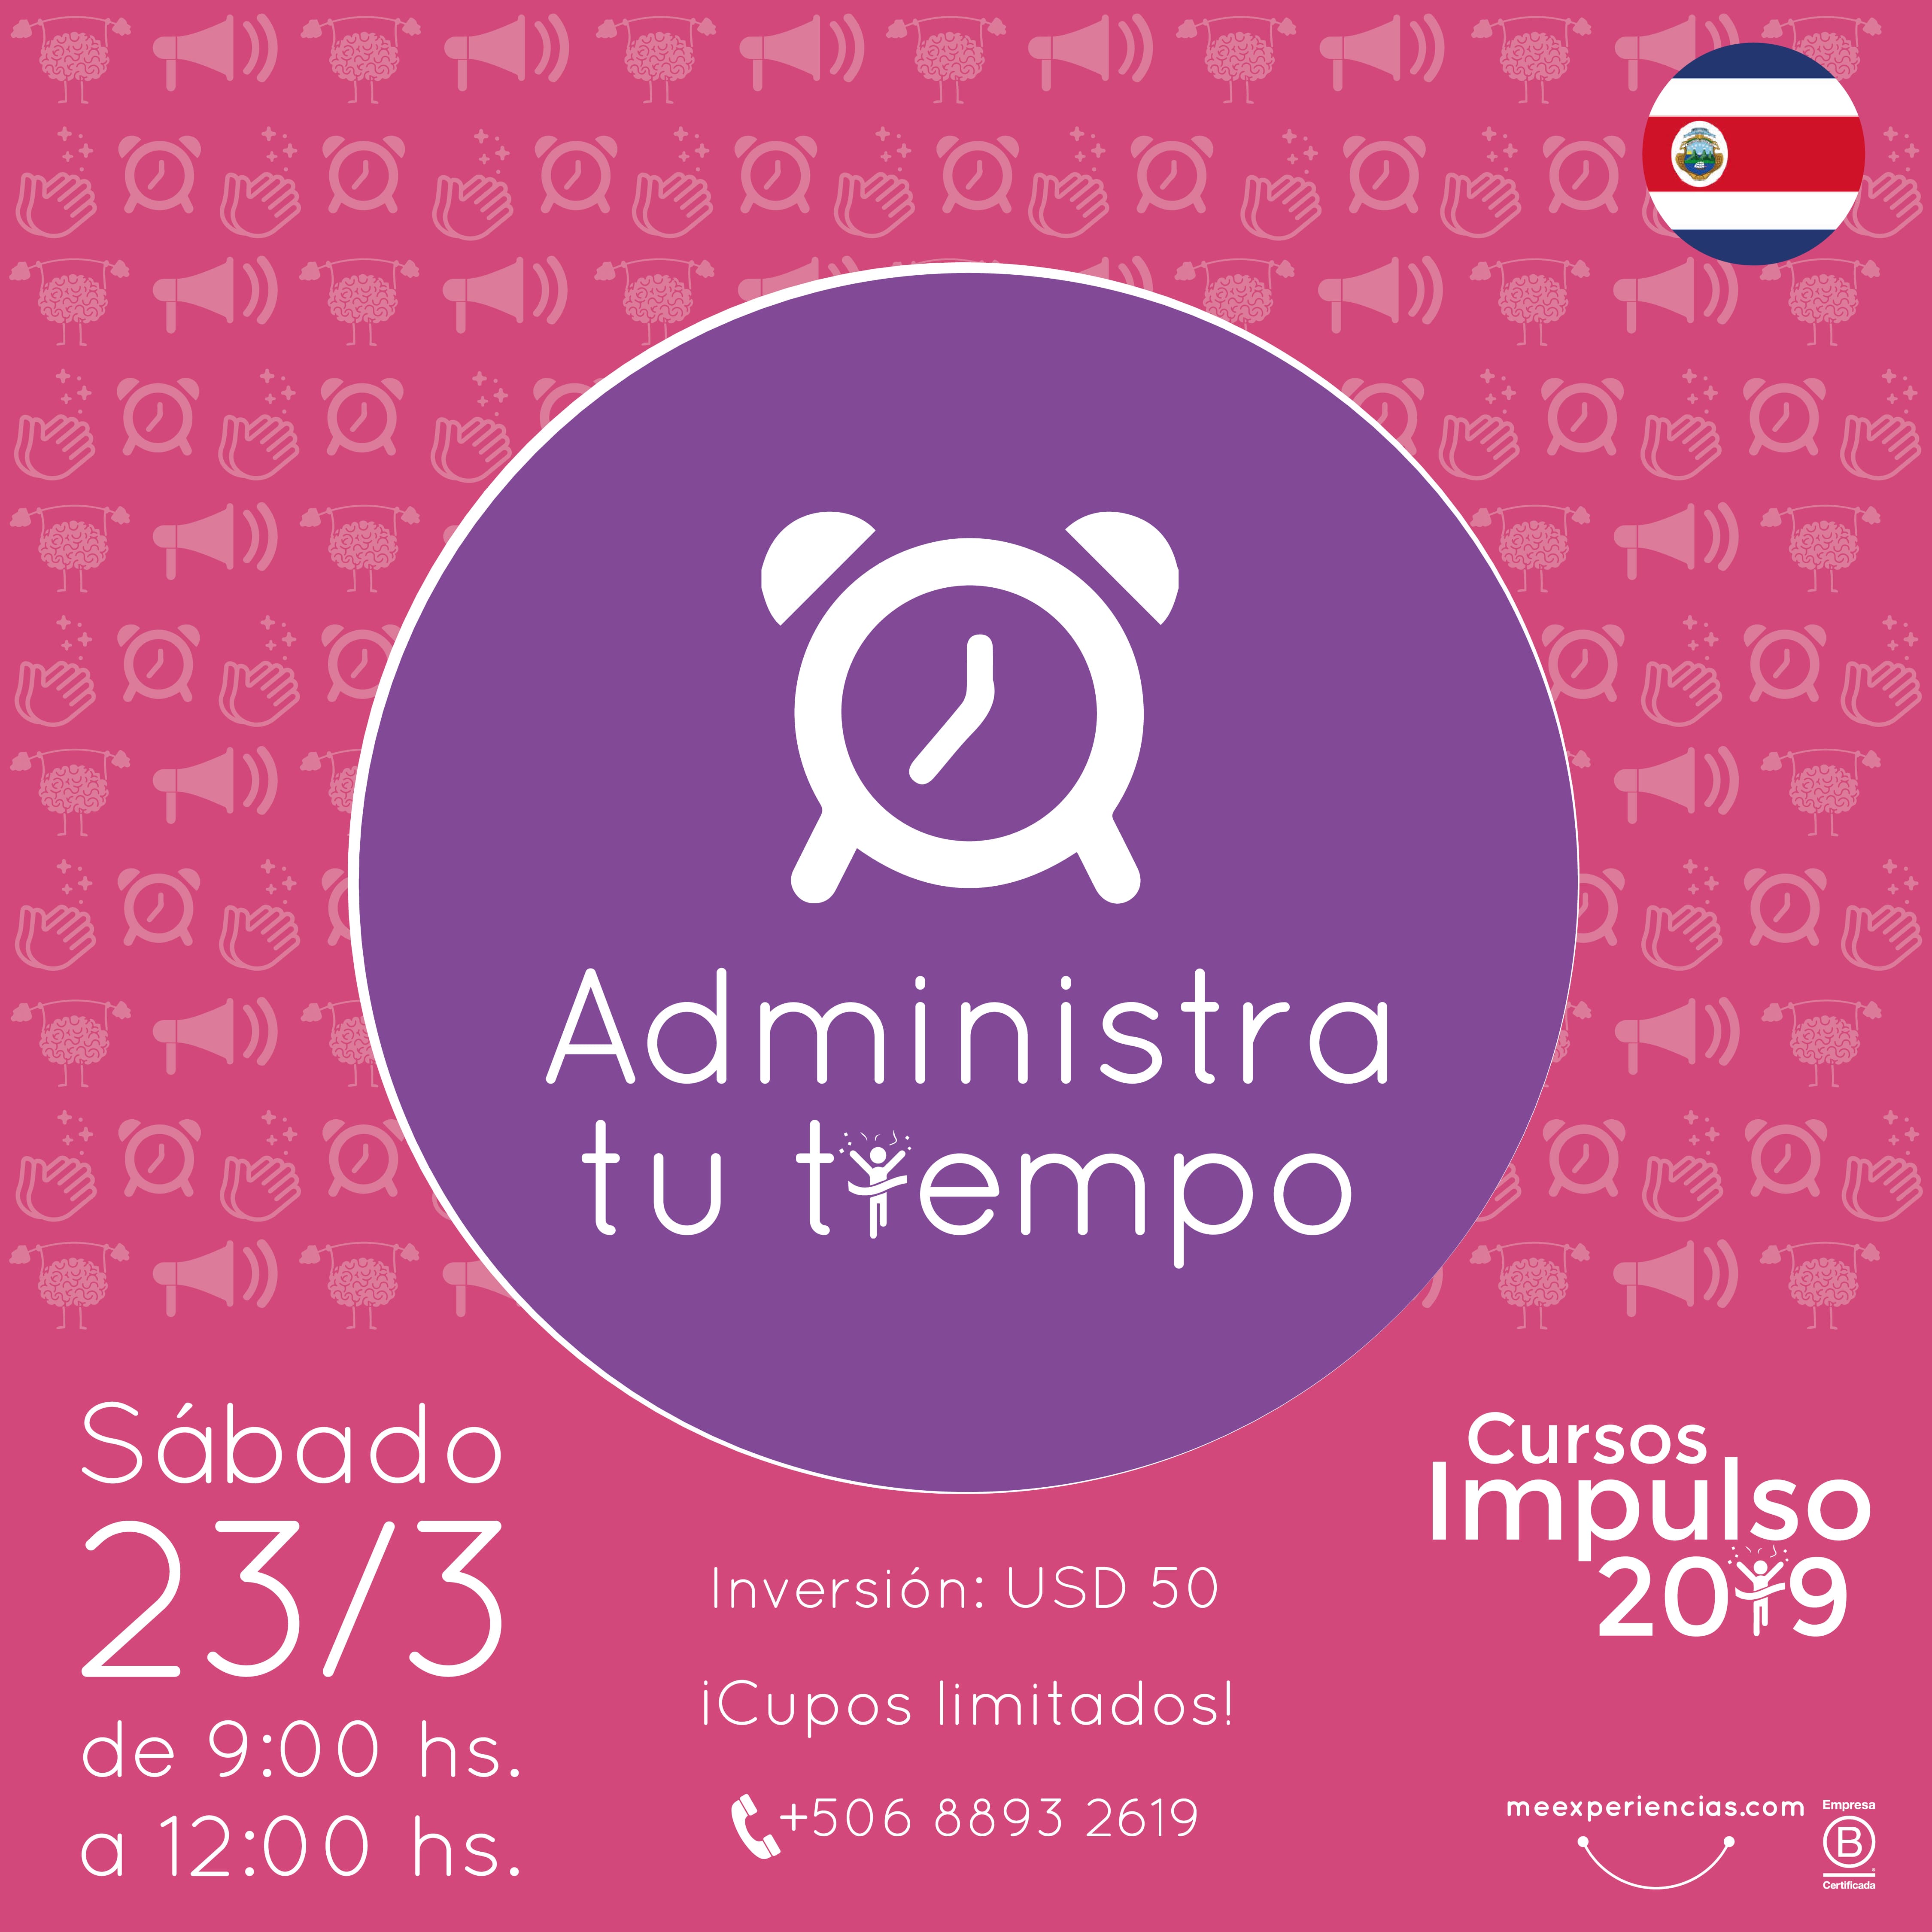 Administra
tu tiempo
Sábado
23/3
de 9:00 hs.
a 12:00 hs.
Inversión: USD 50
¡Cupos limitados!
+506 8893 2619
Cursos
Impulso
2019
meexperiencias.com
Empresa
B
Certificada